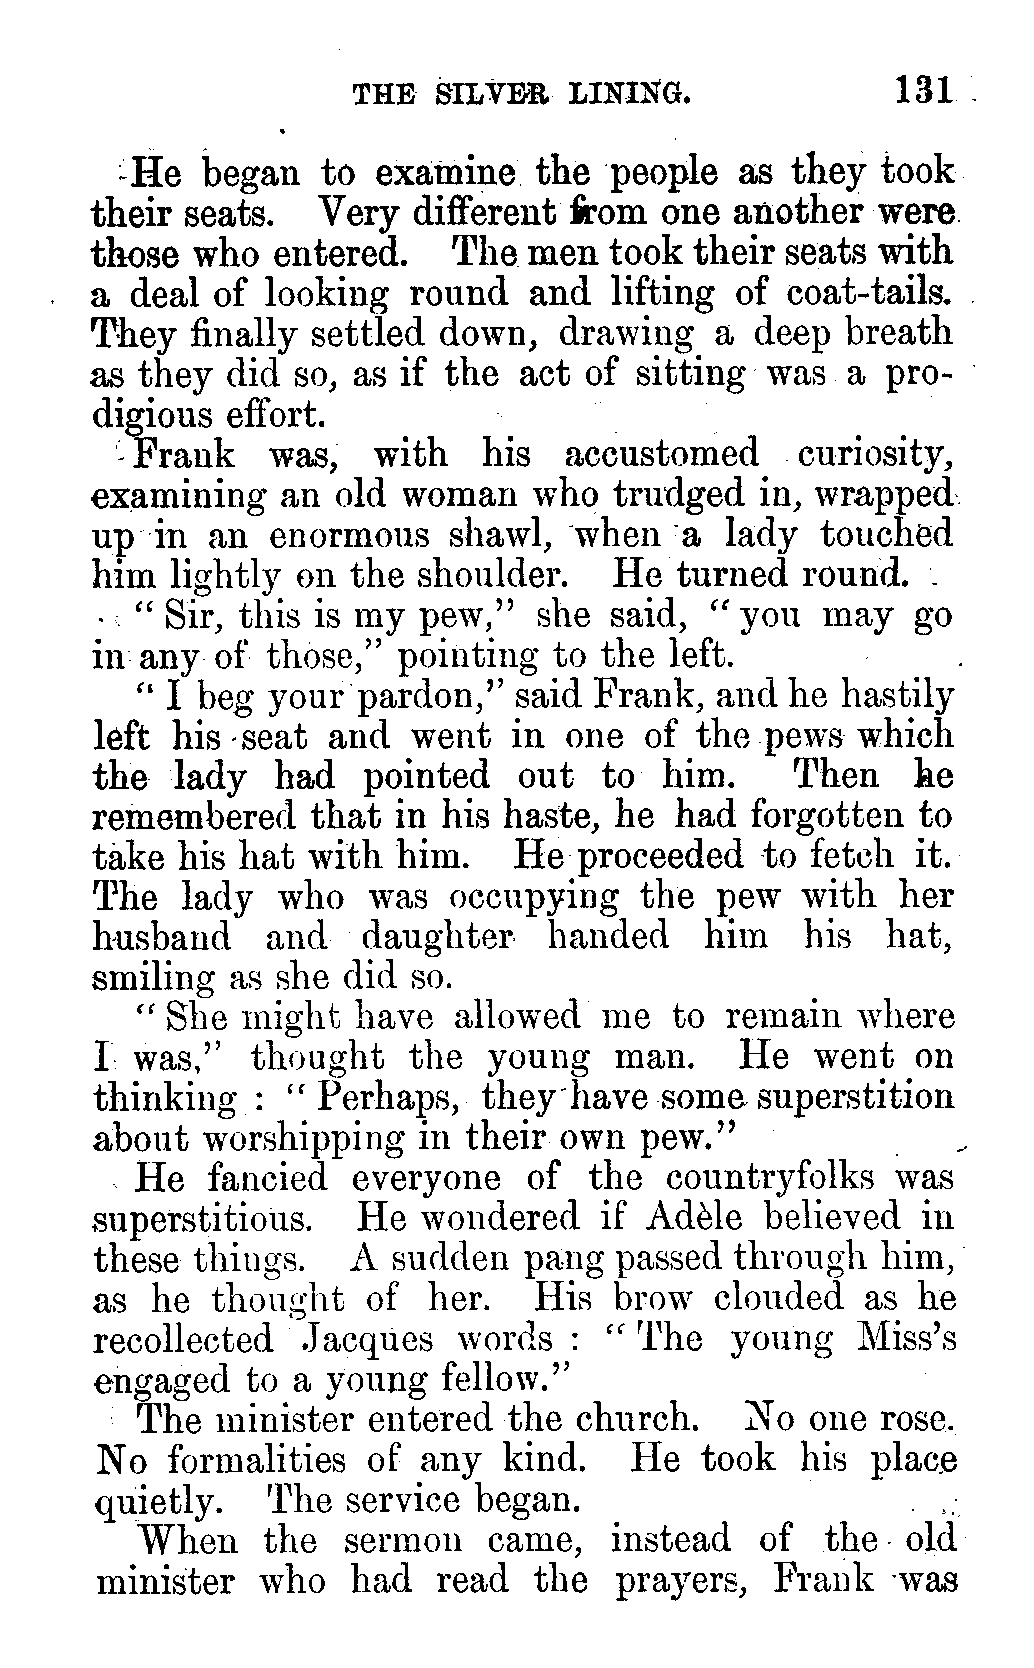 THE SILVER LINING. 131
He began to examine the people as they took
their seats. Very different from one another were
those who entered. The men took their seats with
a deal of looking round and lifting of coat-tails.
They finally settled down, drawing a deep breath
as they did so, as if the act of sitting was a pro-
digious effort.
Frank was, with his accustomed curiosity,
examining an old woman who trudged in, wrapped
up in an enormous shawl, when a lady touched
him lightly on the shoulder. He turned round.
“ Sir, this is my pew,” she said, “ you may go
in any of those,” pointing to the left.
“ I beg your pardon,” said Frank, and he hastily
left his seat and went in one of the pews which
the lady had pointed out to him. Then he
remembered that in his haste, he had forgotten to
take his hat with him. He proceeded to fetch it.
The lady who was occupying the pew with her
husband and daughter handed him his hat,
smiling as she did so.
“ She might have allowed me to remain where
I was,” thought the young man. He went on
thinking : “ Perhaps, they have some superstition
about worshipping in their own pew.”
He fancied everyone of the countryfolks was
superstitious. He wondered if Adèle believed in
these things. A sudden pang passed through him,
as he thought of her. His brow clouded as he
recollected Jacques words : “ The young Miss’s
engaged to a young fellow.”
The minister entered the church. No one rose.
No formalities of any kind. He took his place
quietly. The service began.
When the sermon came, instead of the old
minister who had read the prayers, Frank was